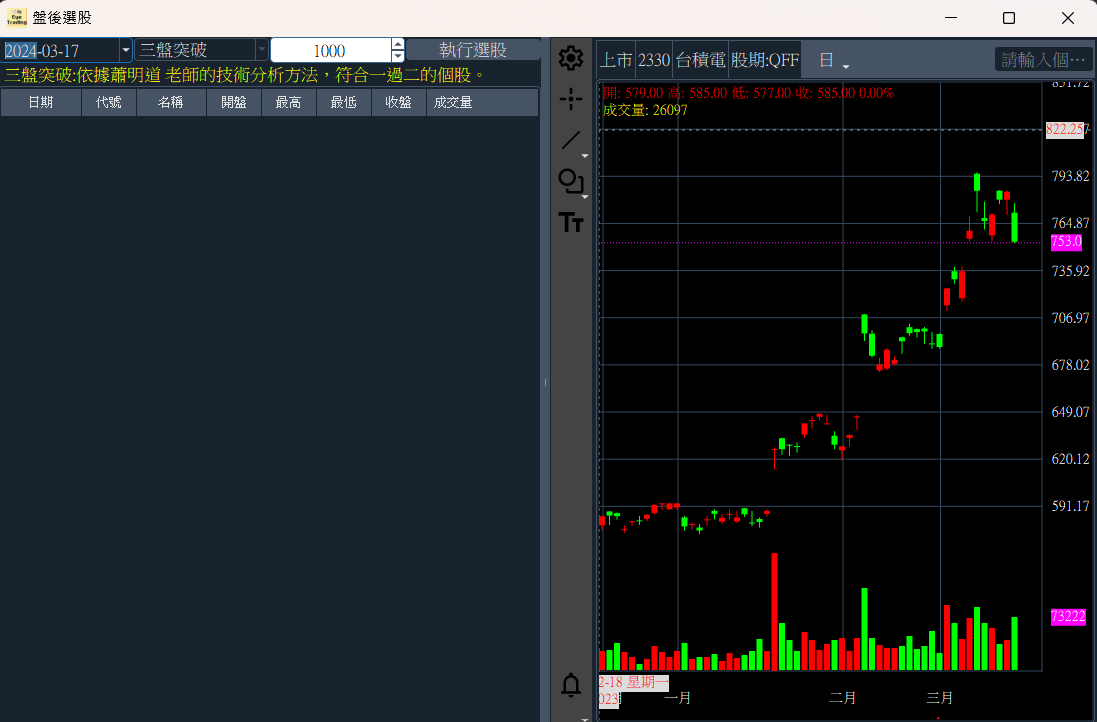 Eye Trading 盤後選股
2024-03-17 三盤突破 1000 執行選股
三盤突破:依據蕭明道 老師的技術分析方法，符合一過二的個股。
日期 代號 名稱 開盤 最高 最低 收盤 成交量
Tт
上市 2330 台積電 股期:QFF 日 請輸入個…
開: 579.00 高: 585.00 低: 577.00 收: 585.00 0.00%
成交量: 26097
851.72
822.257
793.82
764.87
753.0
735.92
706.97
678.02
649.07
620.12
591.17
73222
2-18 星期一
023
一月 二月 三月